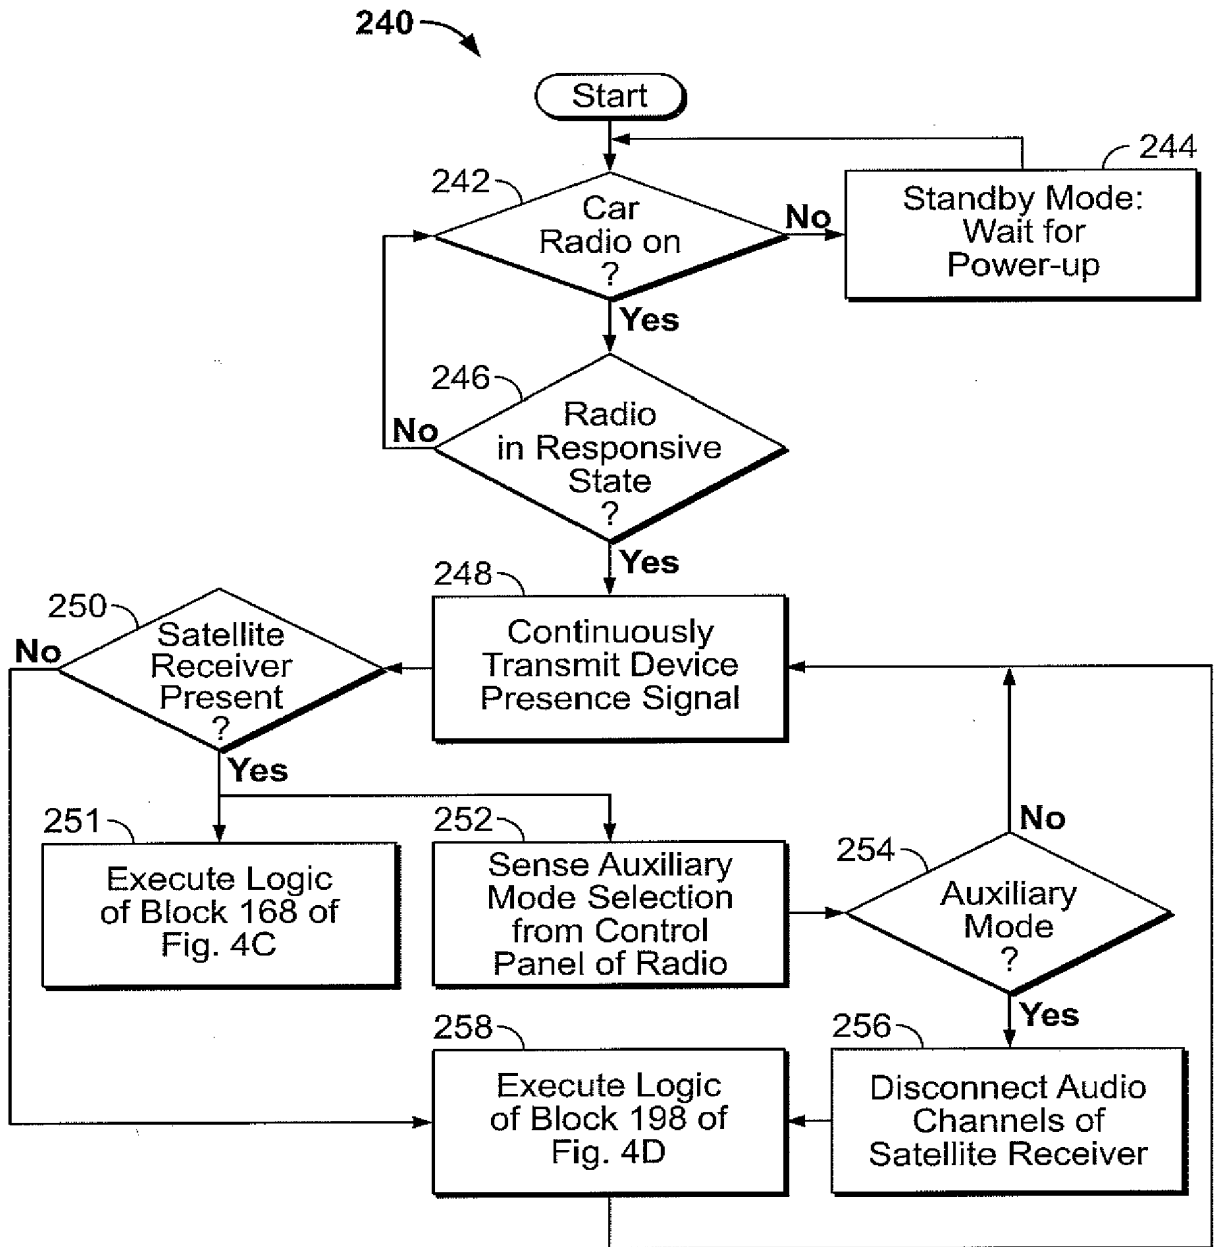 240
Start
242
Car
Radio on
?
No
244
Standby Mode:
Wait for
Power-up
Yes
246
Radio
in Responsive
State
?
No
Yes
248
Continuously
Transmit Device
Presence Signal
250
Satellite
Receiver
Present
?
No
Yes
251
Execute Logic
of Block 168 of
Fig. 4C
252
Sense Auxiliary
Mode Selection
from Control
Panel of Radio
254
Auxiliary
Mode
?
No
Yes
256
Disconnect Audio
Channels of
Satellite Receiver
258
Execute Logic
of Block 198 of
Fig. 4D